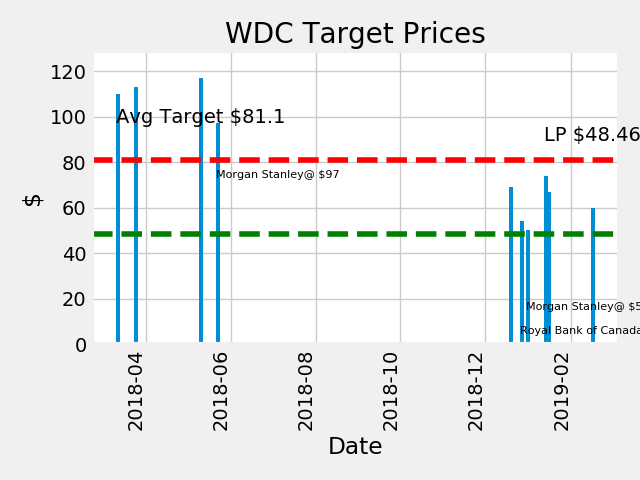 WDC Target Prices
120
100
80
60
40
20
0
$
Avg Target $81.1
LP $48.46
Morgan Stanley@ $97
Morgan Stanley@ $5
Royal Bank of Canada
2018-04
2018-06
2018-08
2018-10
2018-12
2019-02
Date